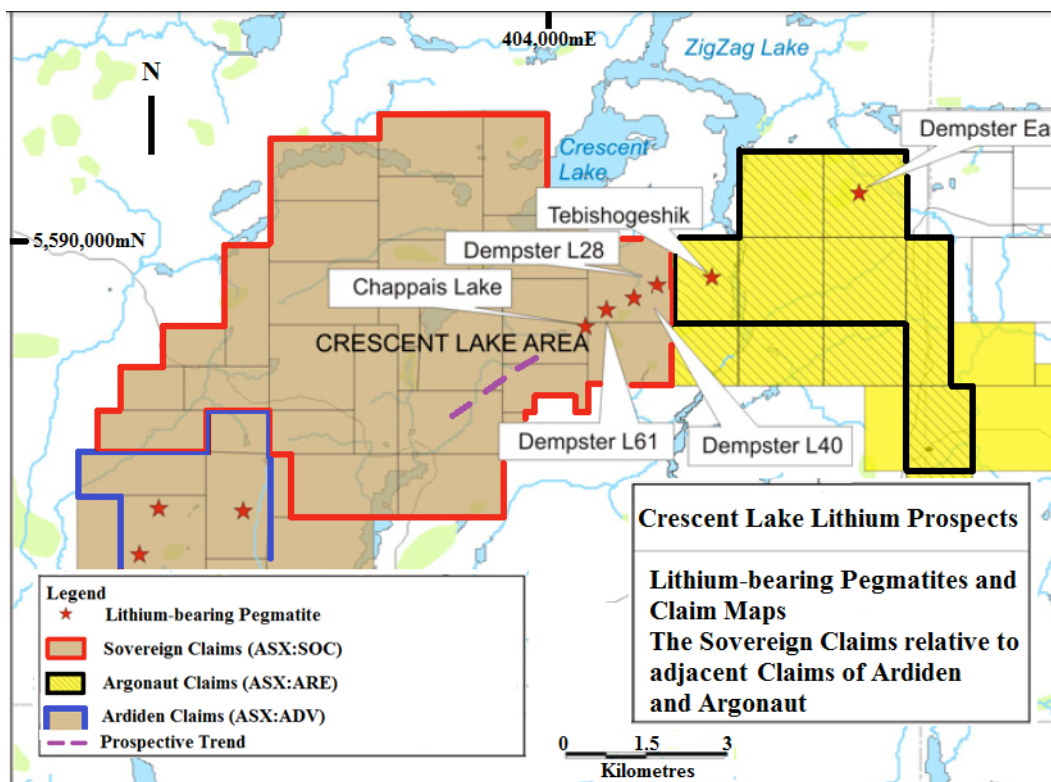 404,000mE
N
ZigZag Lake
Dempster Ea
Crescent
Lake
Tebishogeshik
5,590,000mN
Dempster L28
Chappais Lake
CRESCENT LAKE AREA
Dempster L61
Dempster L40
Crescent Lake Lithium Prospects
Lithium-bearing Pegmatites and
Claim Maps
The Sovereign Claims relative to
adjacent Claims of Ardiden
and Argonaut
Legend
Lithium-bearing Pegmatite
Sovereign Claims (ASX:SOC)
Argonaut Claims (ASX:ARE)
Ardiden Claims (ASX:ADV)
Prospective Trend
0 1.5 3
Kilometres